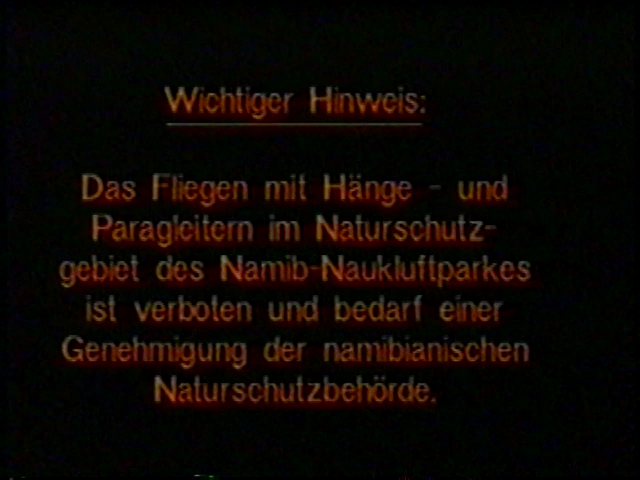 Wichtiger Hinweis:
Das Fliegen mit Hänge - und
Paragleitern im Naturschutz-
gebiet des Namib-Naukluftparkes
ist verboten und bedarf einer
Genehmigung der namibianischen
Naturschutzbehörde.